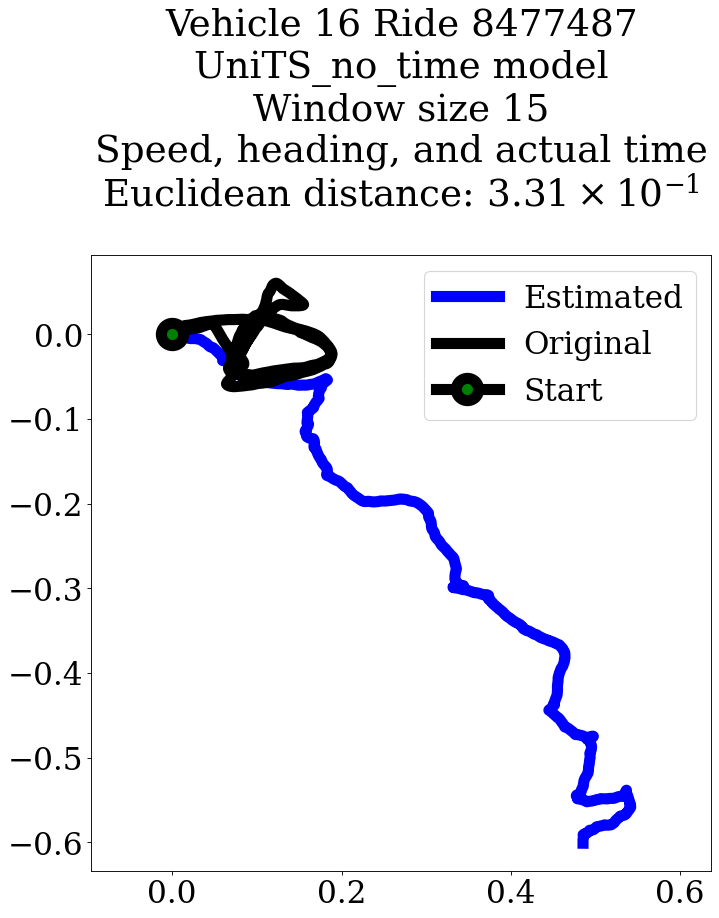 Vehicle 16 Ride 8477487
UniTS_no_time model
Window size 15
Speed, heading, and actual time
Euclidean distance: 3.31 × 10⁻¹
Estimated
Original
Start
0.0
−0.1
−0.2
−0.3
−0.4
−0.5
−0.6
0.0 0.2 0.4 0.6